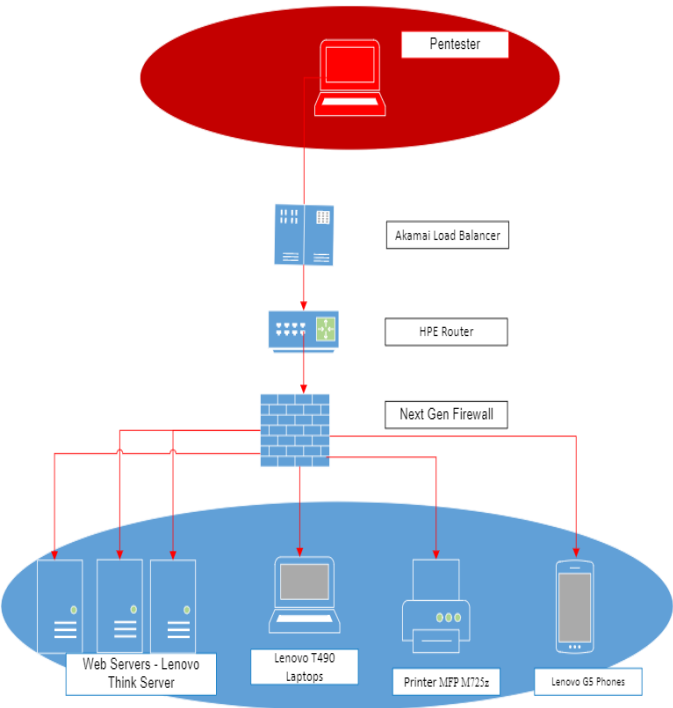 Pentester
Akamai Load Balancer
HPE Router
Next Gen Firewall
Web Servers - Lenovo
Think Server
Lenovo T490
Laptops
Printer MFP M725z
Lenovo G5 Phones